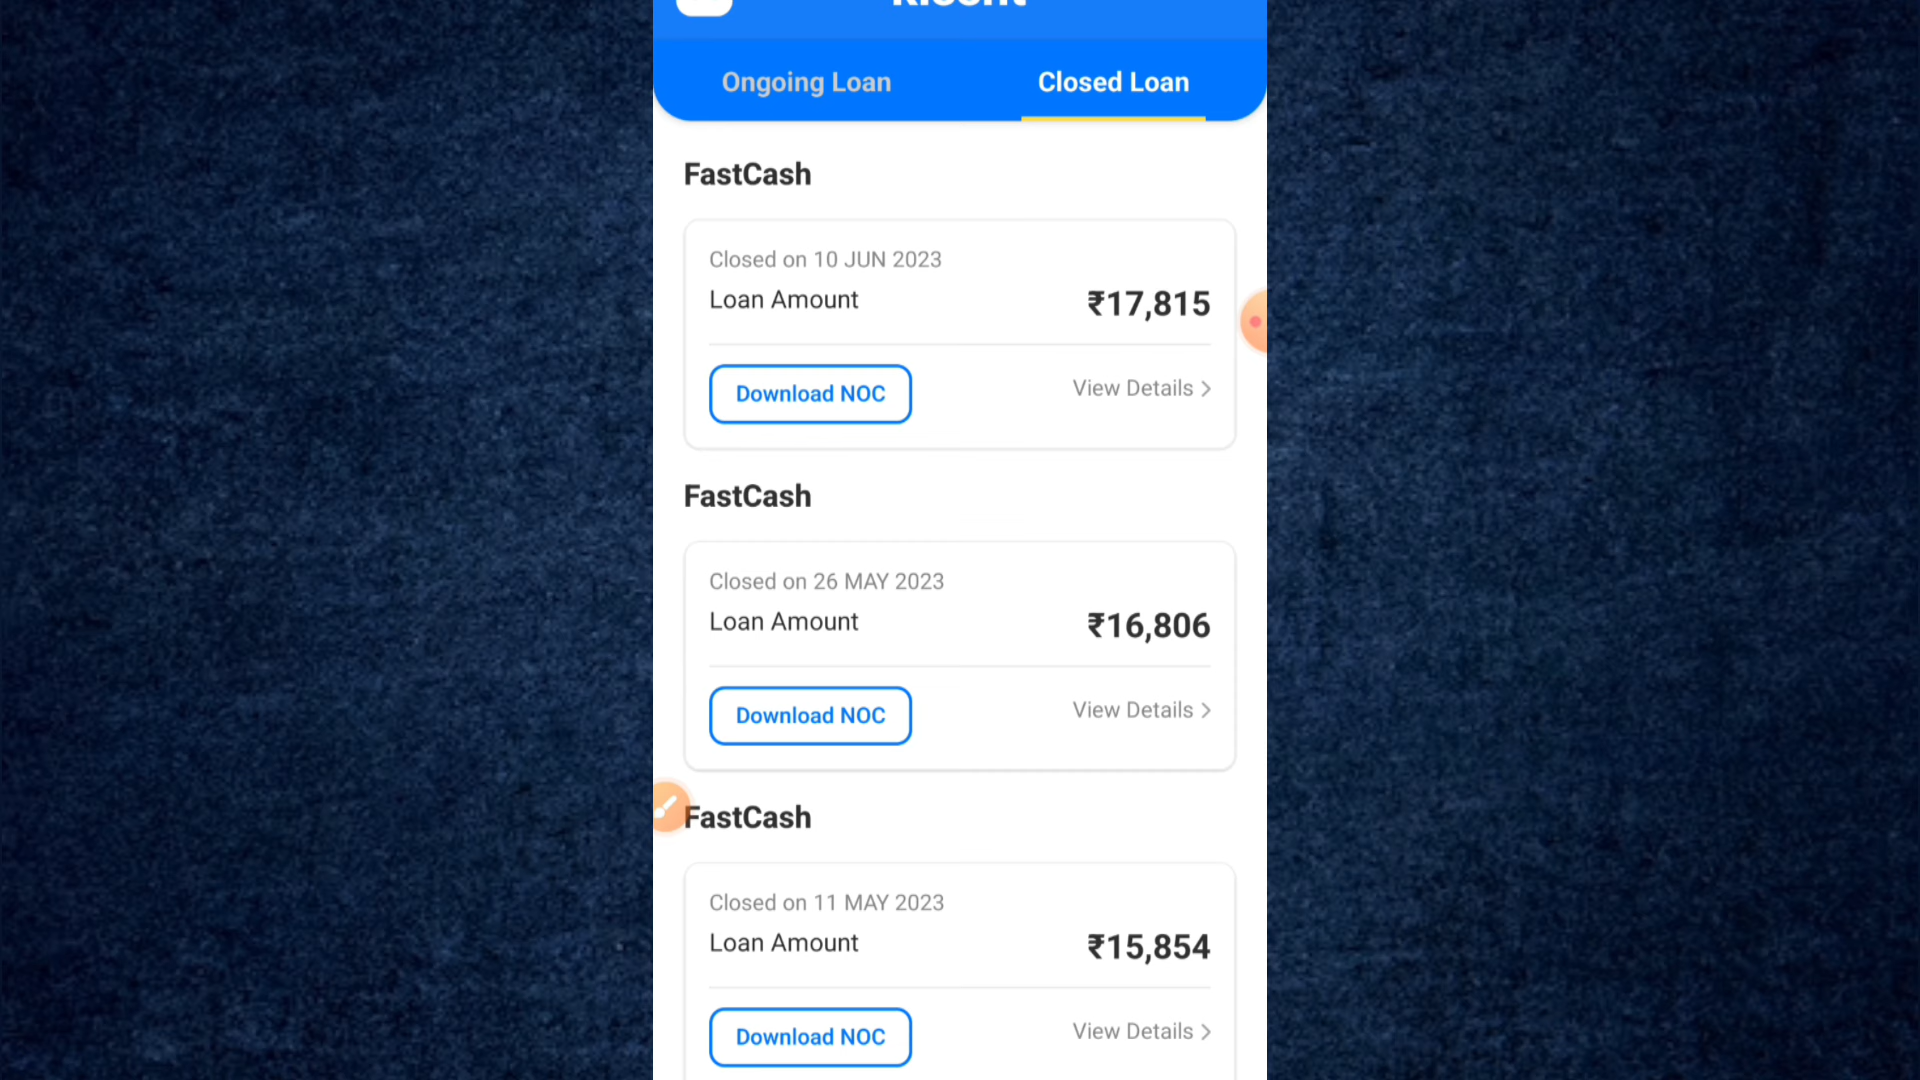 Ongoing Loan
Closed Loan
FastCash
Closed on 10 JUN 2023
Loan Amount
₹17,815
Download NOC
View Details >
FastCash
Closed on 26 MAY 2023
Loan Amount
₹16,806
Download NOC
View Details >
FastCash
Closed on 11 MAY 2023
Loan Amount
₹15,854
Download NOC
View Details >